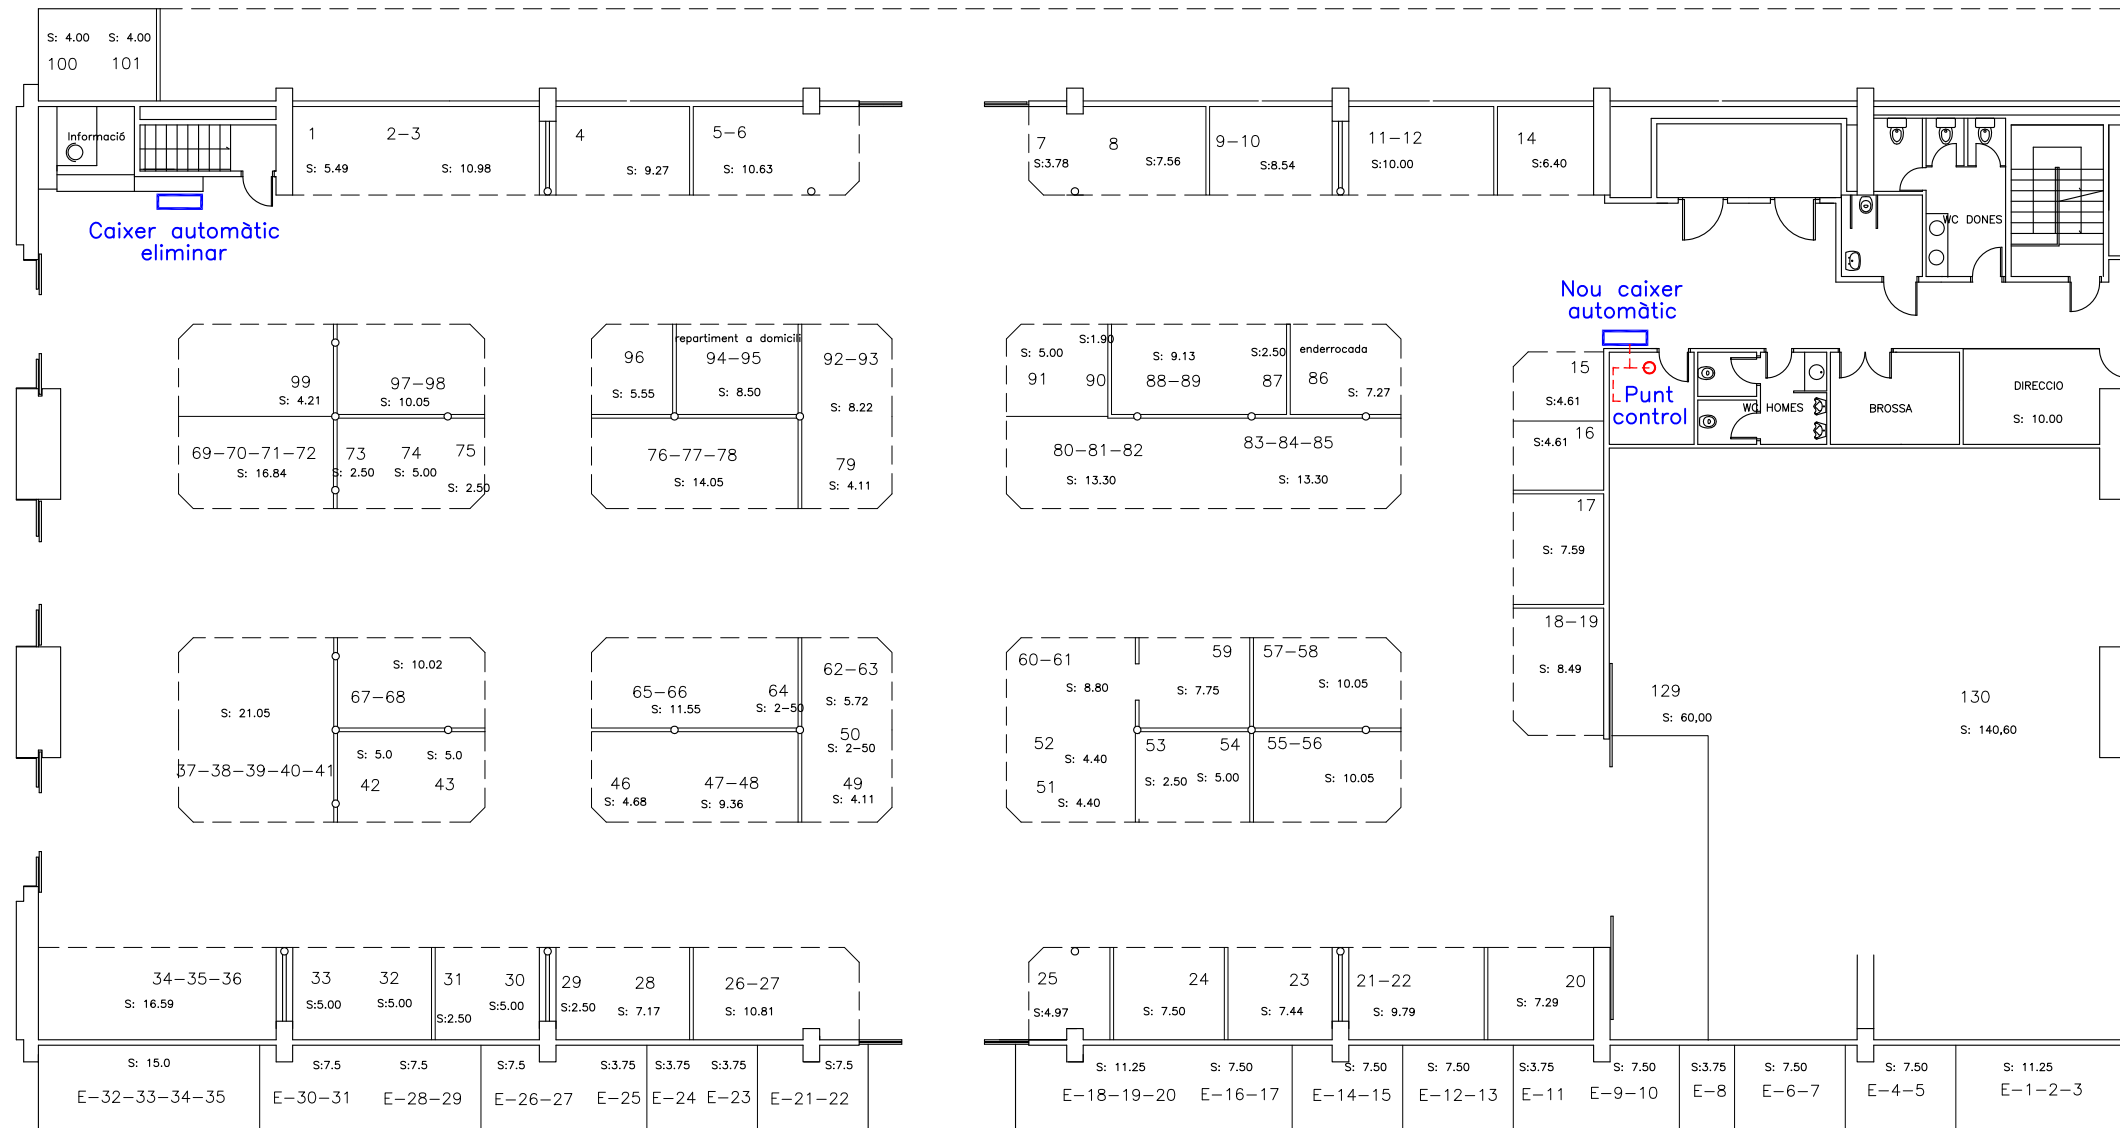 S: 4.00 S: 4.00
100 101
Informació
1 2-3 4 5-6
S: 5.49 S: 10.98 S: 9.27 S: 10.63
7 8 9-10 11-12 14
S:3.78 S:7.56 S:8.54 S:10.00 S:6.40
WC DONES
Caixer automàtic
eliminar
Nou caixer
automàtic
99 97-98
S: 4.21 S: 10.05
69-70-71-72 73 74 75
S: 16.84 S: 2.50 S: 5.00 S: 2.50
repartiment a domicili
96 94-95 92-93
S: 5.55 S: 8.50 S: 8.22
76-77-78 79
S: 14.05 S: 4.11
S: 5.00 S:1.90 S: 9.13 S:2.50 enderrocada
91 90 88-89 87 86
S: 7.27
80-81-82 83-84-85
S: 13.30 S: 13.30
15
S:4.61
16
S:4.61
17
S: 7.59
18-19
S: 8.49
Punt
control
WC HOMES
BROSSA
DIRECCIO
S: 10.00
S: 10.02
67-68
S: 21.05
37-38-39-40-41
S: 5.0 S: 5.0
42 43
65-66 64 62-63
S: 11.55 S: 2-50 S: 5.72
50
S: 2-50
46 47-48 49
S: 4.68 S: 9.36 S: 4.11
60-61 59 57-58
S: 8.80 S: 7.75 S: 10.05
52 53 54 55-56
S: 4.40 S: 2.50 S: 5.00 S: 10.05
51
S: 4.40
129
S: 60,00
130
S: 140,60
34-35-36 33 32 31 30 29 28 26-27
S: 16.59 S:5.00 S:5.00 S:2.50 S:5.00 S:2.50 S: 7.17 S: 10.81
25 24 23 21-22 20
S:4.97 S: 7.50 S: 7.44 S: 9.79 S: 7.29
S: 15.0 S:7.5 S:7.5 S:7.5 S:3.75 S:3.75 S:3.75 S:7.5
E-32-33-34-35 E-30-31 E-28-29 E-26-27 E-25 E-24 E-23 E-21-22
S: 11.25 S: 7.50 S: 7.50 S: 7.50 S:3.75 S: 7.50 S:3.75 S: 7.50 S: 7.50 S: 11.25
E-18-19-20 E-16-17 E-14-15 E-12-13 E-11 E-9-10 E-8 E-6-7 E-4-5 E-1-2-3